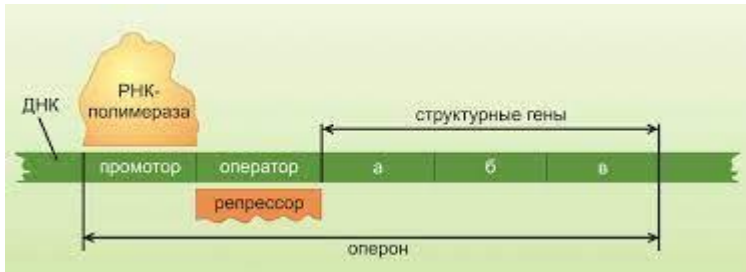 РНК-
полимераза
ДНК
структурные гены
промотор оператор а б в
репрессор
оперон